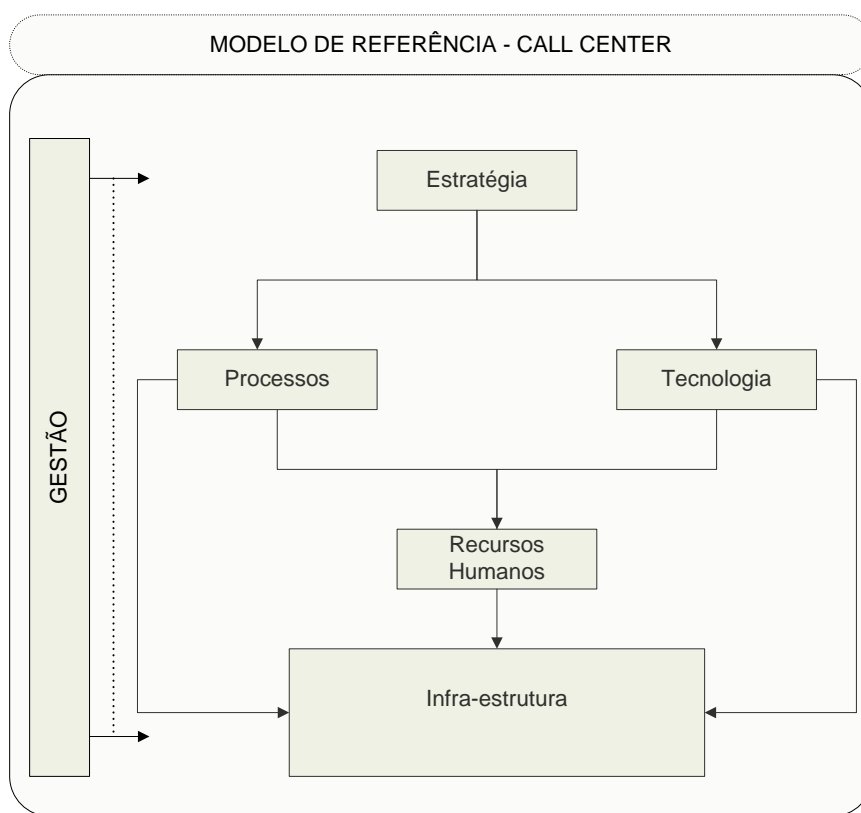 MODELO DE REFERÊNCIA - CALL CENTER
Estratégia
Processos
Tecnologia
GESTÃO
Recursos
Humanos
Infra-estrutura